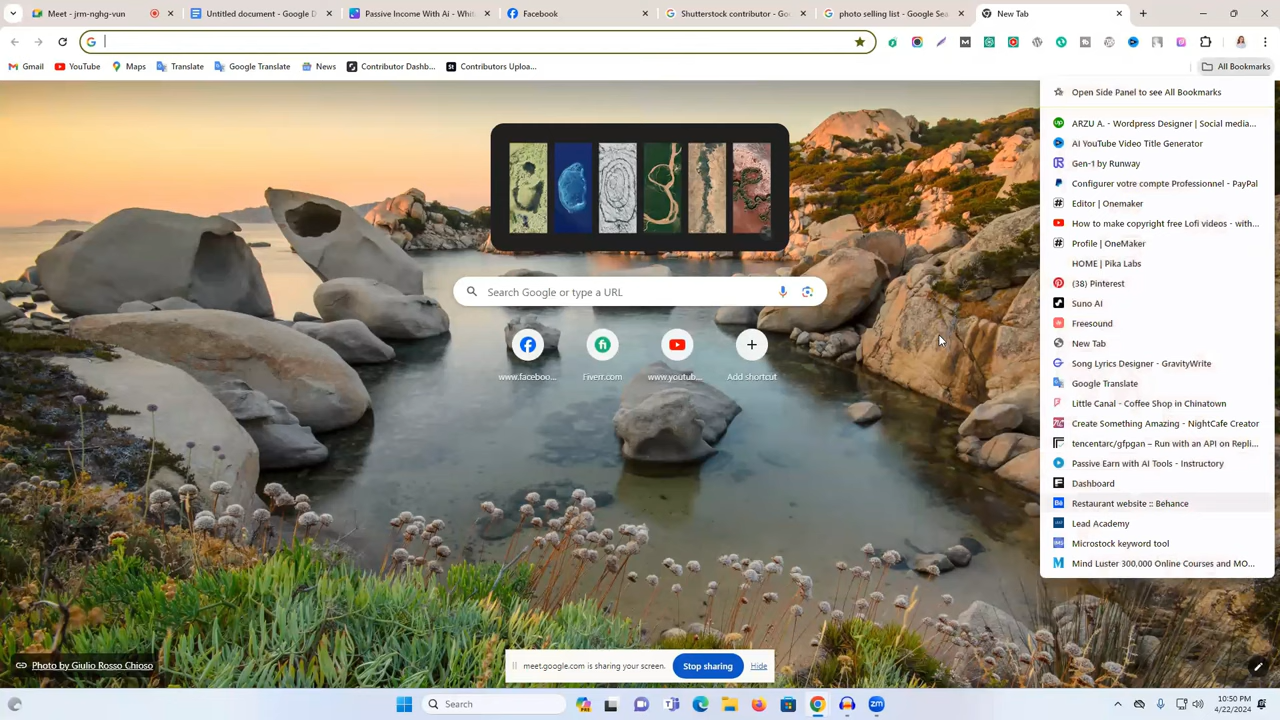 Meet - jrm-nghg-vun
Untitled document - Google D
Passive Income With Ai - Whit
Facebook
Shutterstock contributor - Goo
photo selling list - Google Sea
New Tab
Gmail
YouTube
Maps
Translate
Google Translate
News
Contributor Dashb...
Contributors Uploa...
All Bookmarks
Open Side Panel to see All Bookmarks
ARZU A. - Wordpress Designer | Social media...
AI YouTube Video Title Generator
Gen-1 by Runway
Configurer votre compte Professionnel - PayPal
Editor | Onemaker
How to make copyright free Lofi videos - with...
Profile | OneMaker
HOME | Pika Labs
(38) Pinterest
Suno AI
Freesound
New Tab
Song Lyrics Designer - GravityWrite
Google Translate
Little Canal - Coffee Shop in Chinatown
Create Something Amazing - NightCafe Creator
tencentarc/gfpgan – Run with an API on Repli...
Passive Earn with AI Tools - Instructory
Dashboard
Restaurant website :: Behance
Lead Academy
Microstock keyword tool
Mind Luster 300,000 Online Courses and MO...
Search Google or type a URL
www.faceboo...
Fiverr.com
www.youtub...
Add shortcut
Photo by Giulio Rosso Chioso
meet.google.com is sharing your screen.
Stop sharing
Hide
Search
10:50 PM
4/22/2024